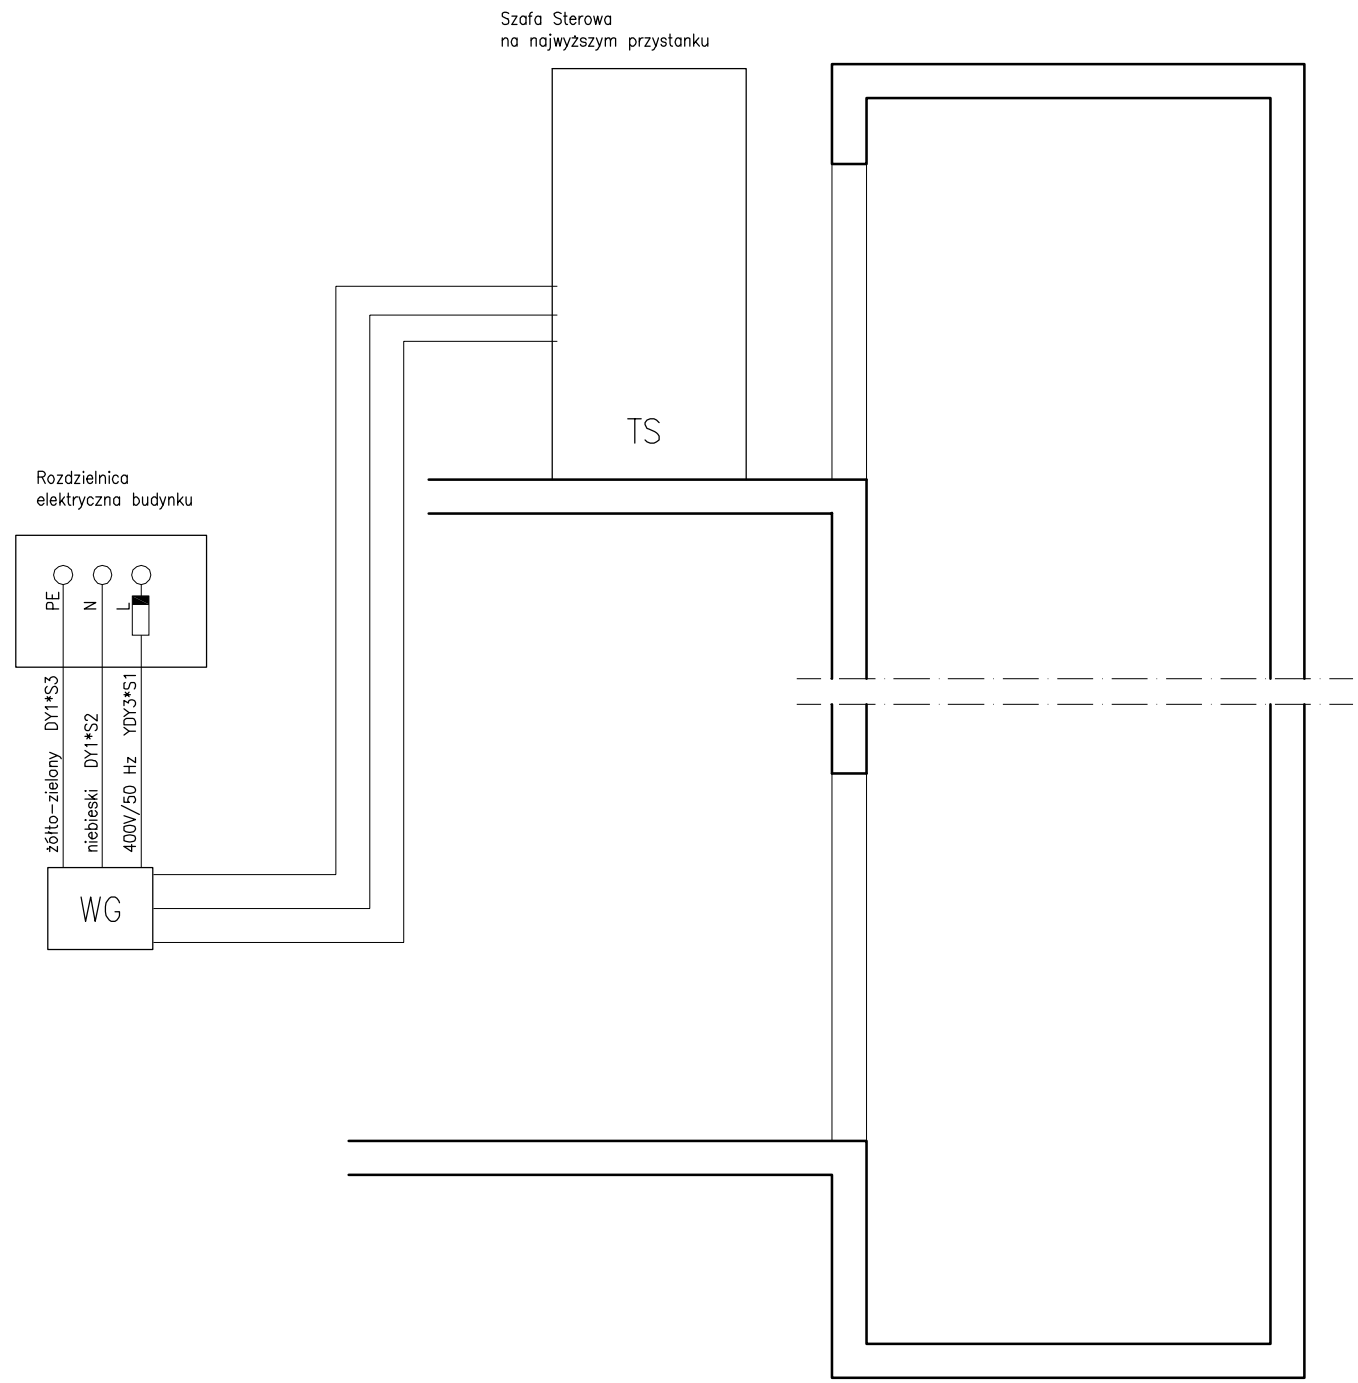 Szafa Sterowa
na najwyższym przystanku
TS
Rozdzielnica
elektryczna budynku
PE
N
L
żółto-zielony DY1*S3
niebieski DY1*S2
400V/50 Hz YDY3*S1
WG